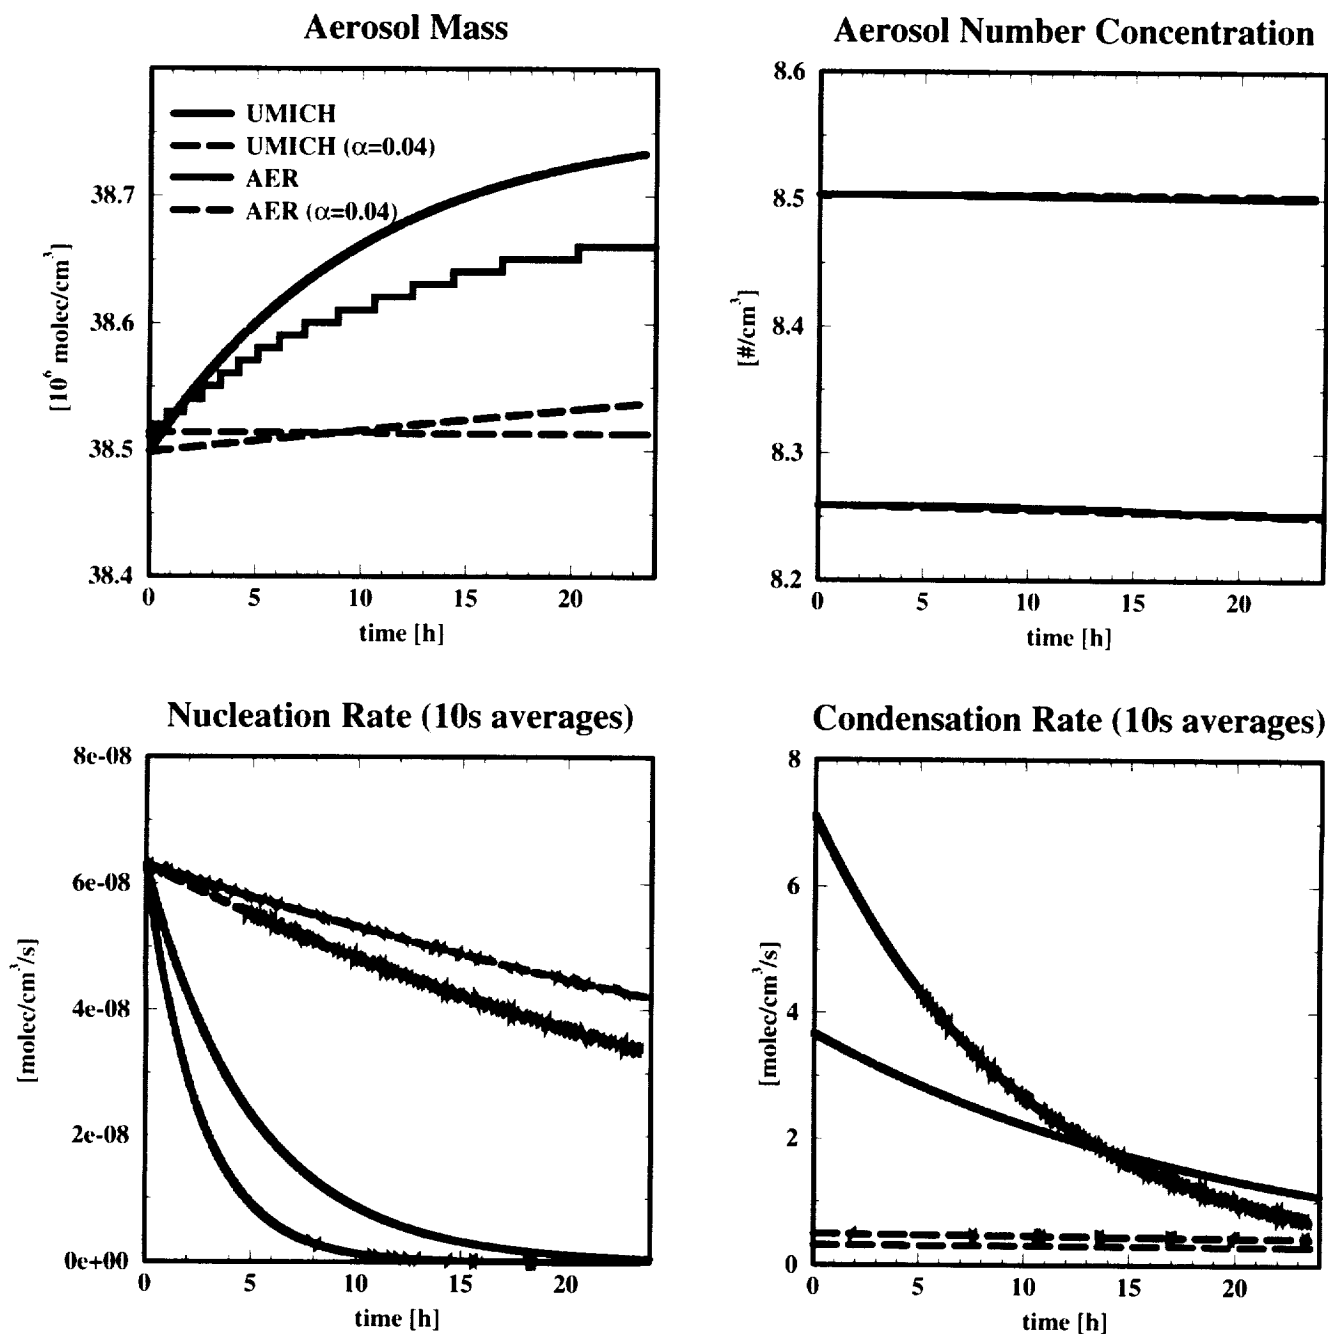 Aerosol Mass
UMICH
UMICH (α=0.04)
AER
AER (α=0.04)
38.7
38.6
38.5
38.4
[10⁶ molec/cm³]
0 5 10 15 20
time [h]
Aerosol Number Concentration
8.6
8.5
8.4
8.3
8.2
[#/cm³]
0 5 10 15 20
time [h]
Nucleation Rate (10s averages)
8e-08
6e-08
4e-08
2e-08
0e+00
[molec/cm³/s]
0 5 10 15 20
time [h]
Condensation Rate (10s averages)
8
6
4
2
0
[molec/cm³/s]
0 5 10 15 20
time [h]